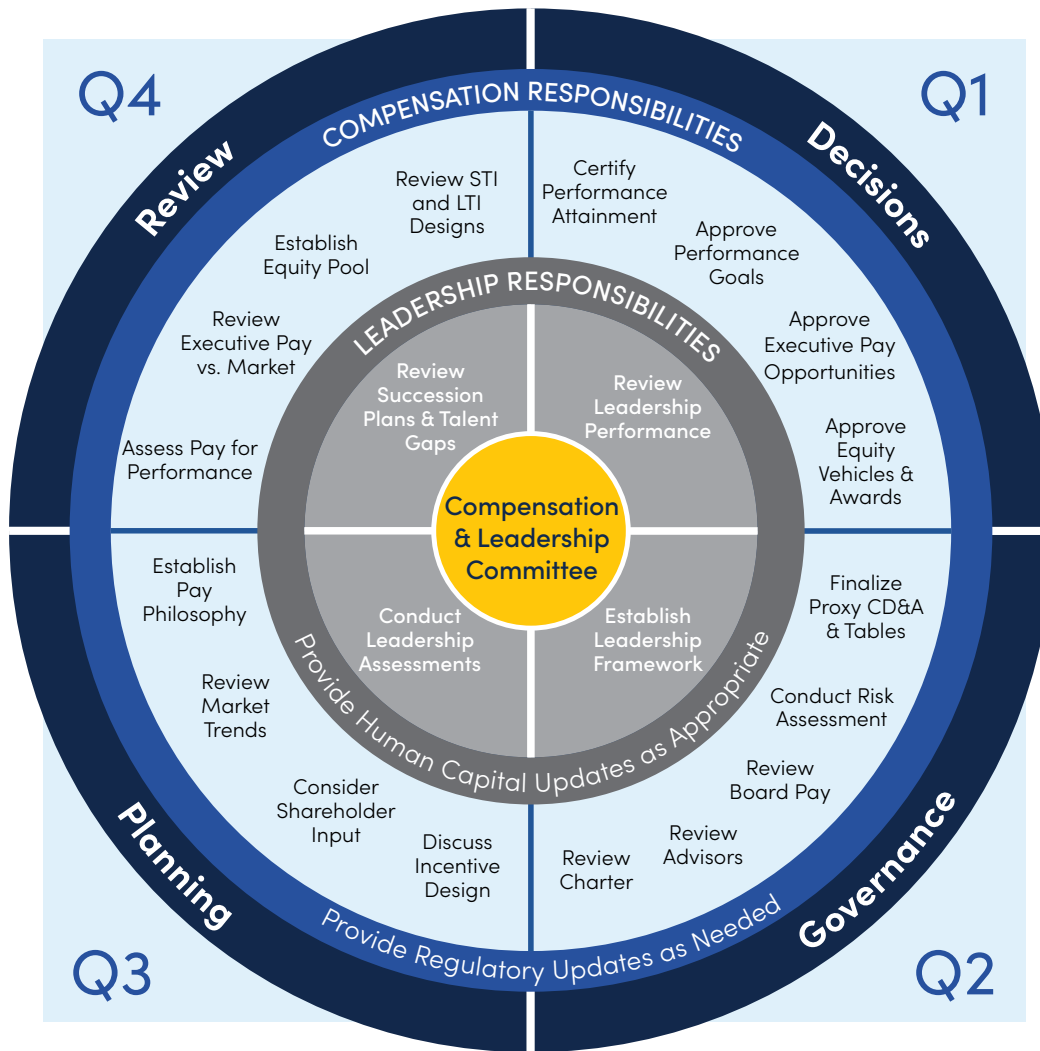 Q4
Q1
Review
Decisions
COMPENSATION RESPONSIBILITIES
Review STI
and LTI
Designs
Establish
Equity Pool
Review
Executive Pay
vs. Market
Assess Pay for
Performance
Certify
Performance
Attainment
Approve
Performance
Goals
Approve
Executive Pay
Opportunities
Approve
Equity
Vehicles &
Awards
LEADERSHIP RESPONSIBILITIES
Review
Succession
Plans & Talent
Gaps
Review
Leadership
Performance
Compensation
& Leadership
Committee
Conduct
Leadership
Assessments
Establish
Leadership
Framework
Provide Human Capital Updates as Appropriate
Establish
Pay
Philosophy
Review
Market
Trends
Consider
Shareholder
Input
Discuss
Incentive
Design
Finalize
Proxy CD&A
& Tables
Conduct Risk
Assessment
Review
Board Pay
Review
Advisors
Review
Charter
Provide Regulatory Updates as Needed
Planning
Governance
Q3
Q2